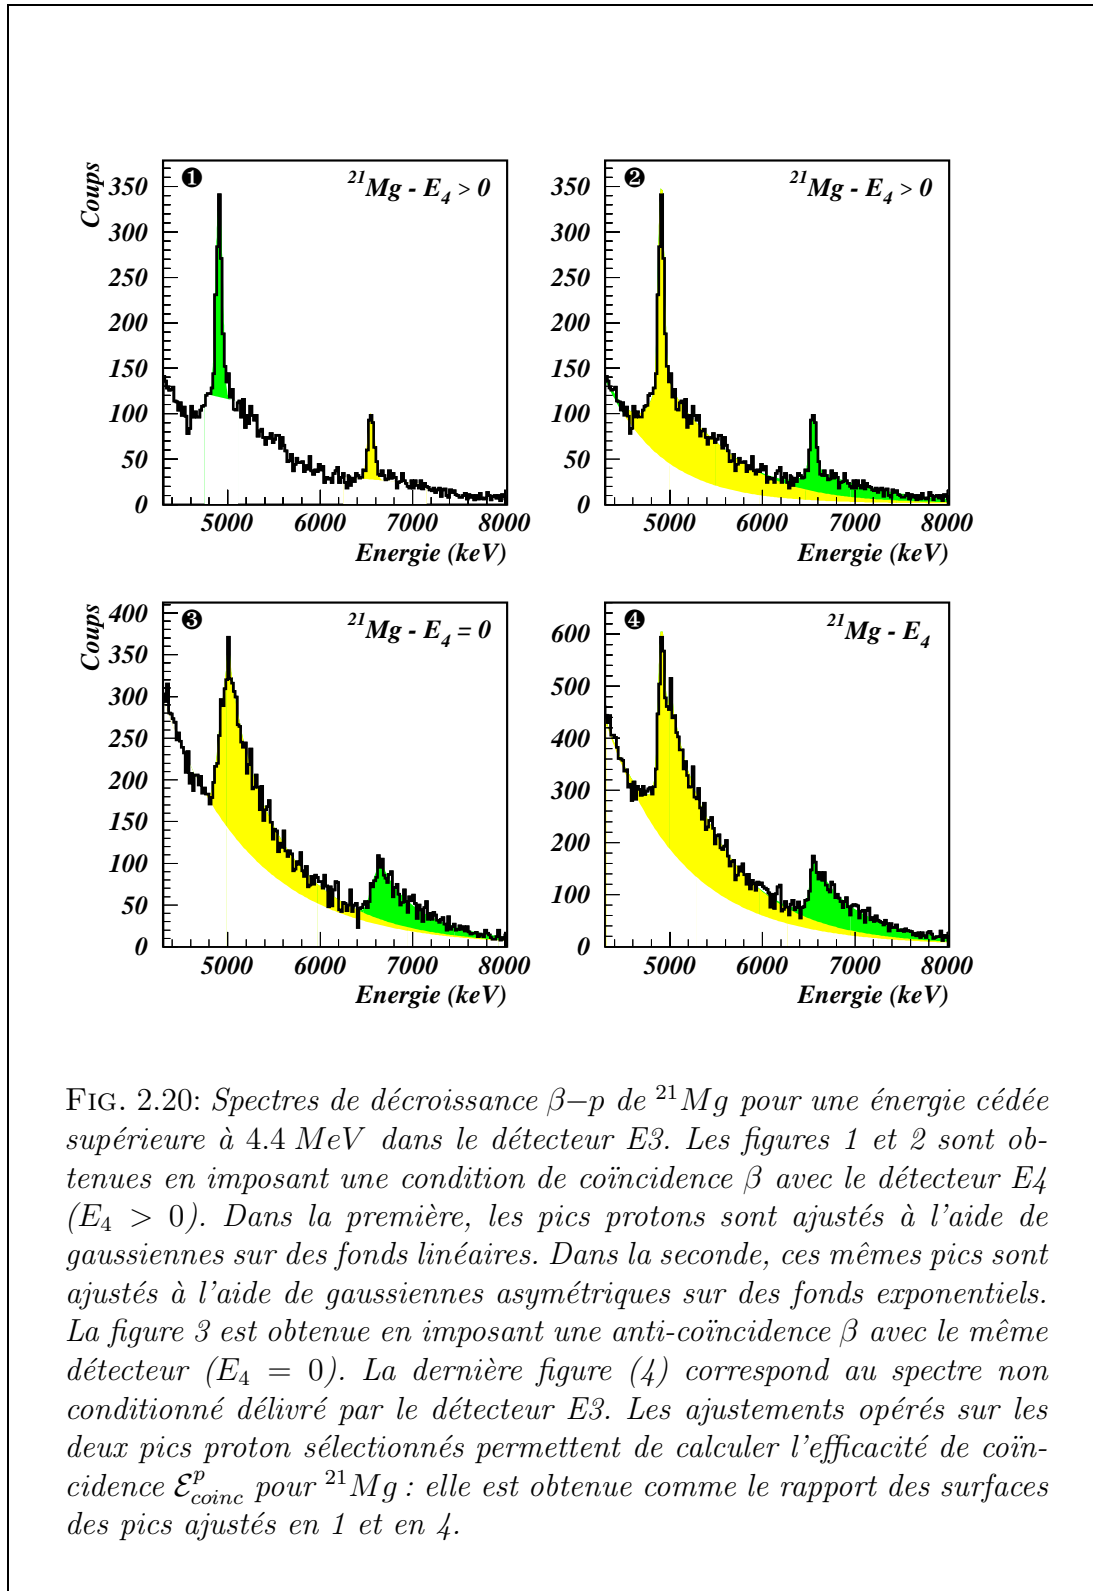 Coups
350
300
250
200
150
100
50
0
❶
²¹Mg - E₄ > 0
5000 6000 7000 8000
Energie (keV)
350
300
250
200
150
100
50
0
❷
²¹Mg - E₄ > 0
5000 6000 7000 8000
Energie (keV)
Coups
400
350
300
250
200
150
100
50
0
❸
²¹Mg - E₄ = 0
5000 6000 7000 8000
Energie (keV)
600
500
400
300
200
100
0
❹
²¹Mg - E₄
5000 6000 7000 8000
Energie (keV)
FIG. 2.20: Spectres de décroissance β−p de ²¹Mg pour une énergie cédée
supérieure à 4.4 MeV dans le détecteur E3. Les figures 1 et 2 sont ob-
tenues en imposant une condition de coïncidence β avec le détecteur E4
(E₄ > 0). Dans la première, les pics protons sont ajustés à l'aide de
gaussiennes sur des fonds linéaires. Dans la seconde, ces mêmes pics sont
ajustés à l'aide de gaussiennes asymétriques sur des fonds exponentiels.
La figure 3 est obtenue en imposant une anti-coïncidence β avec le même
détecteur (E₄ = 0). La dernière figure (4) correspond au spectre non
conditionné délivré par le détecteur E3. Les ajustements opérés sur les
deux pics proton sélectionnés permettent de calculer l'efficacité de coïn-
cidence ℰᵖ_coinc pour ²¹Mg : elle est obtenue comme le rapport des surfaces
des pics ajustés en 1 et en 4.